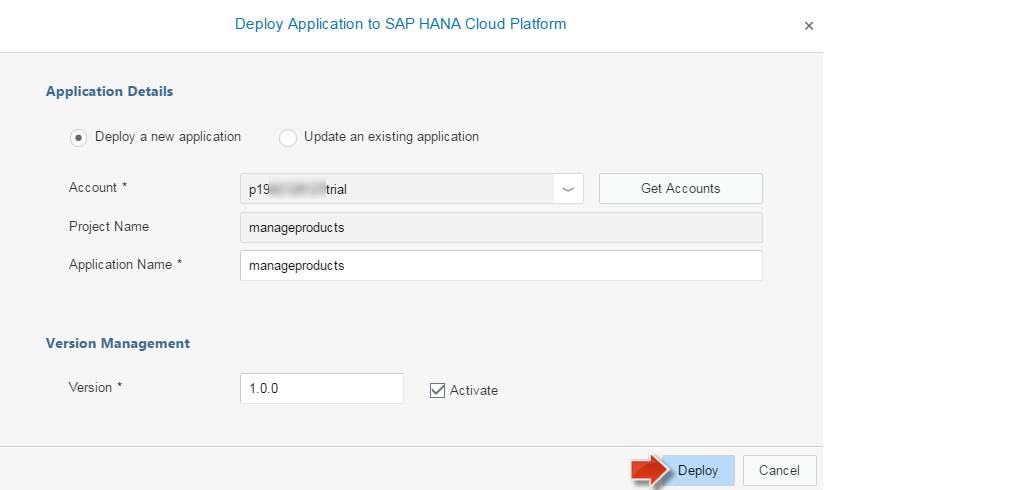 Deploy Application to SAP HANA Cloud Platform ×
Application Details
Deploy a new application Update an existing application
Account * p19 trial Get Accounts
Project Name manageproducts
Application Name * manageproducts
Version Management
Version * 1.0.0 Activate
Deploy Cancel